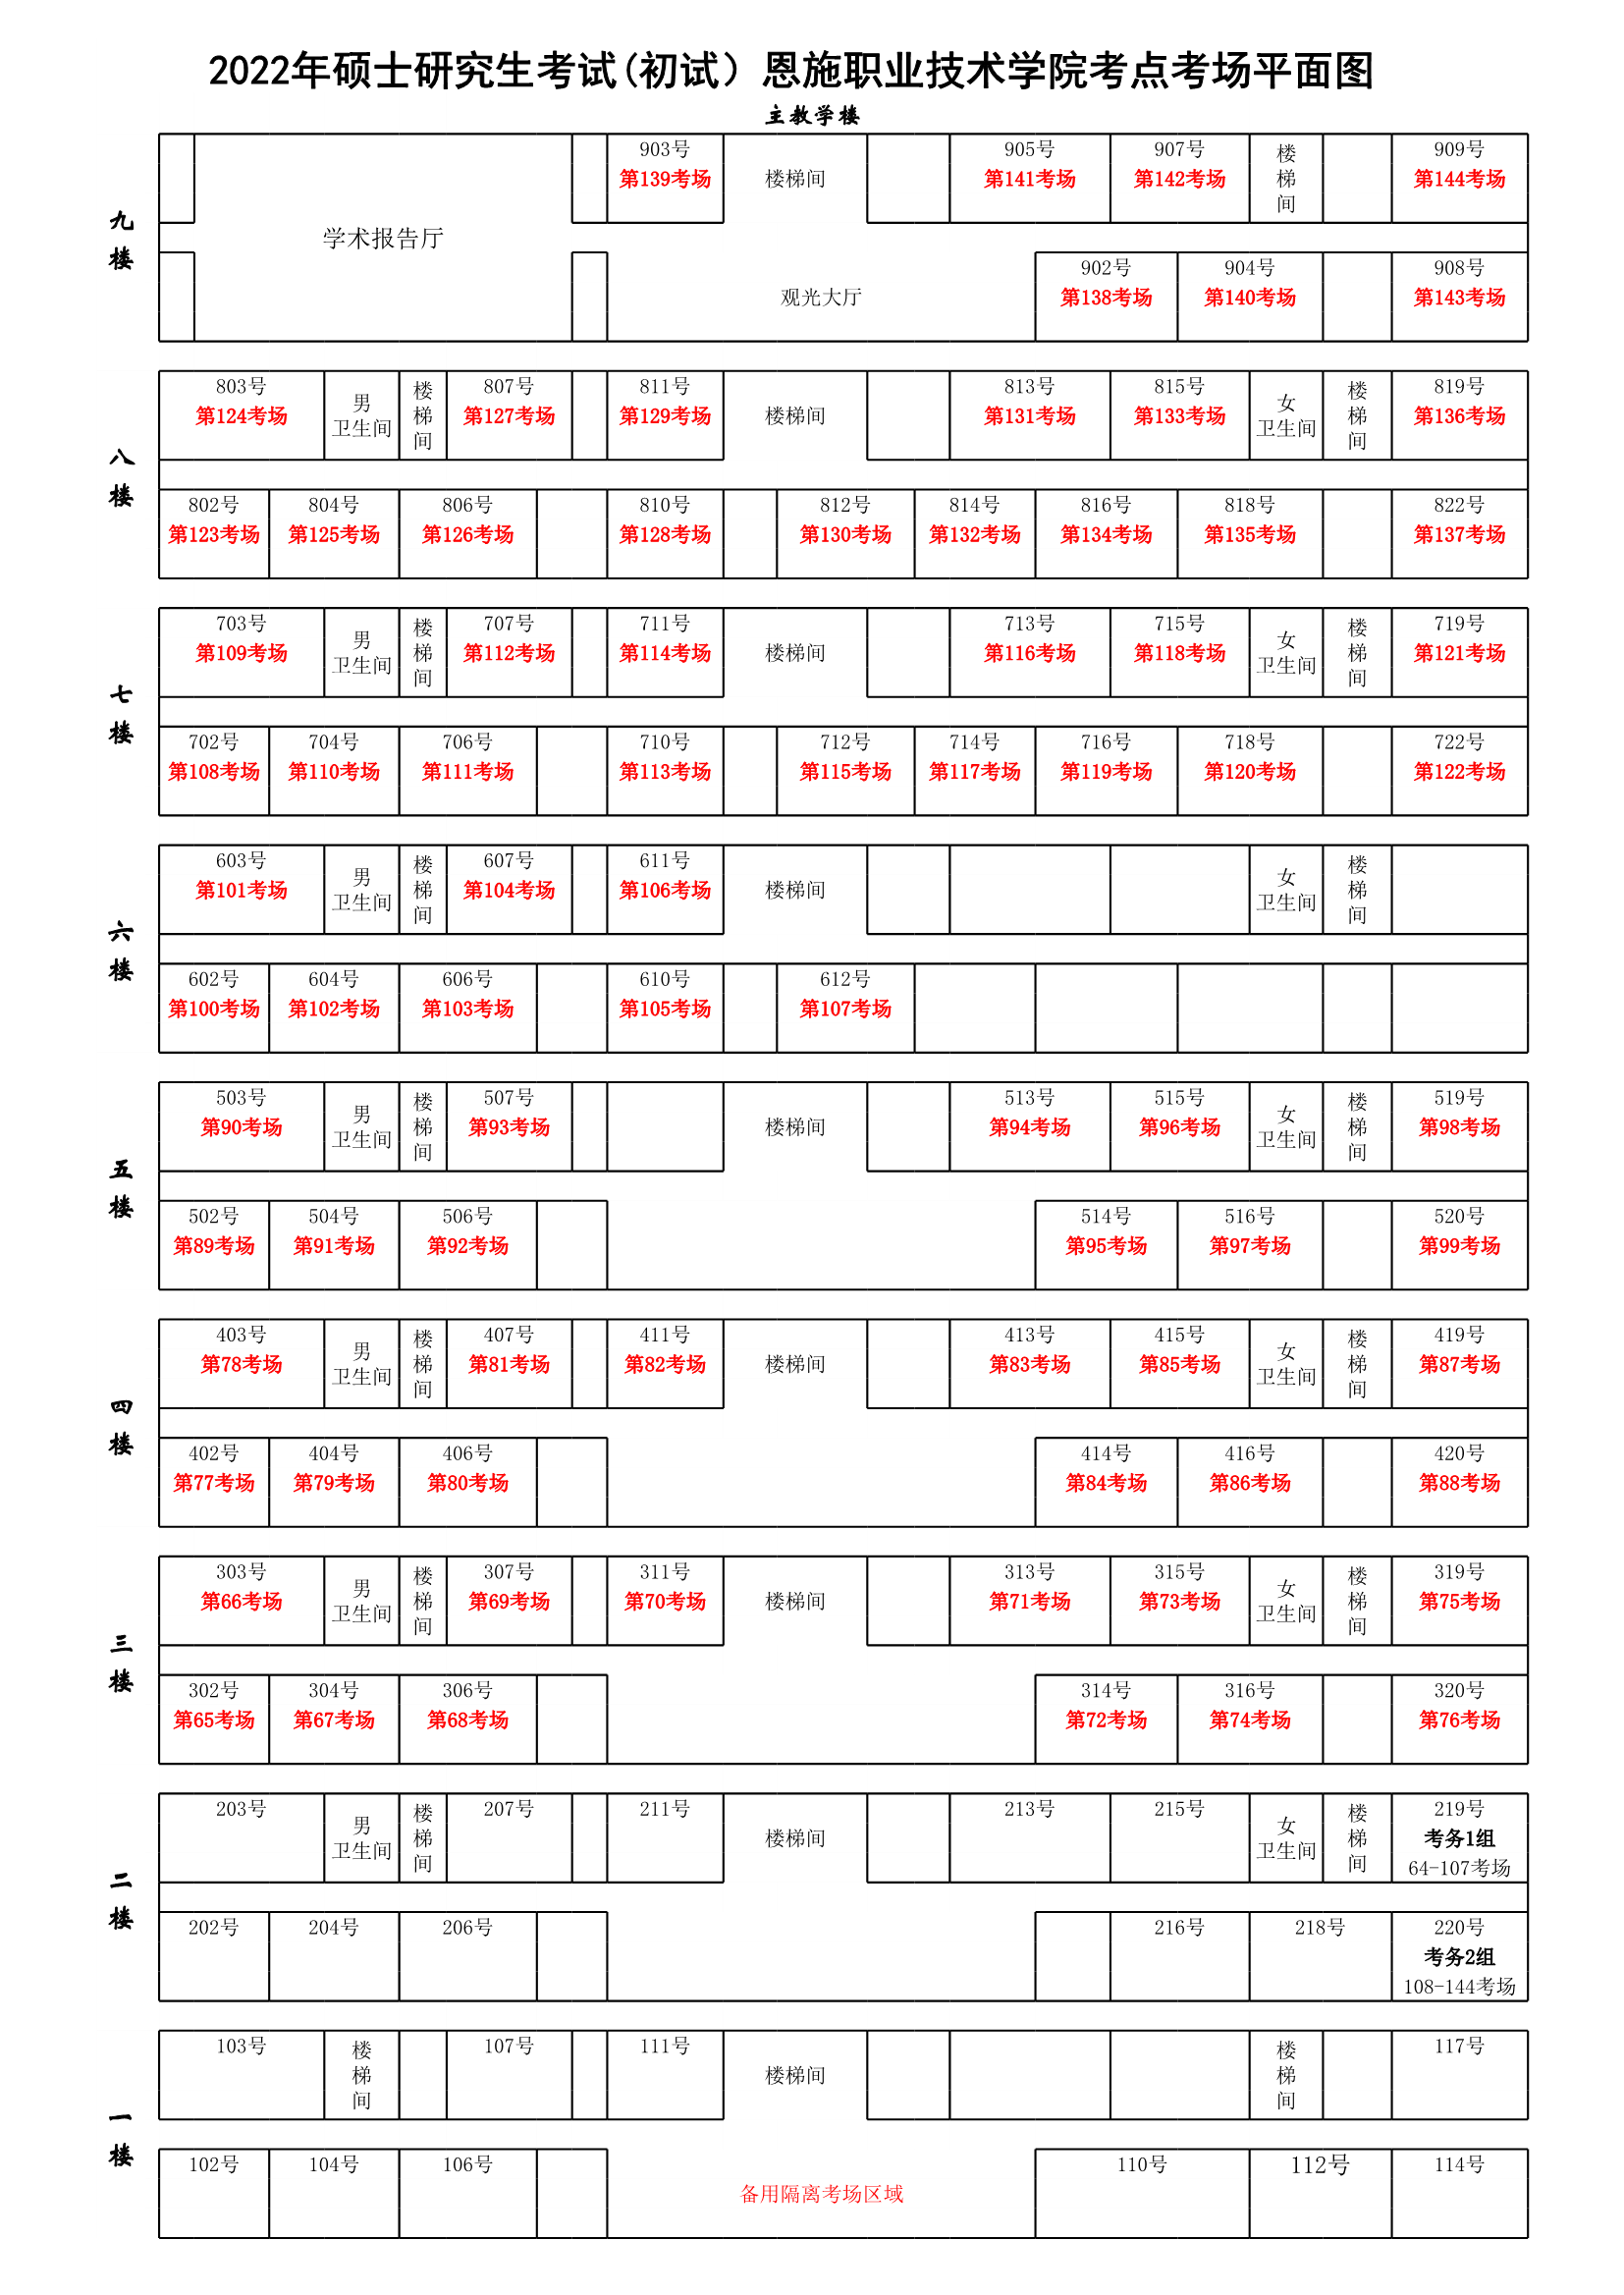 2022年硕士研究生考试(初试）恩施职业技术学院考点考场平面图
主教学楼
九楼
903号
第139考场
楼梯间
905号
第141考场
907号
第142考场
楼梯间
909号
第144考场
学术报告厅
观光大厅
902号
第138考场
904号
第140考场
908号
第143考场
八楼
803号
第124考场
男
卫生间
楼梯间
807号
第127考场
811号
第129考场
楼梯间
813号
第131考场
815号
第133考场
女
卫生间
楼梯间
819号
第136考场
802号
第123考场
804号
第125考场
806号
第126考场
810号
第128考场
812号
第130考场
814号
第132考场
816号
第134考场
818号
第135考场
822号
第137考场
七楼
703号
第109考场
男
卫生间
楼梯间
707号
第112考场
711号
第114考场
楼梯间
713号
第116考场
715号
第118考场
女
卫生间
楼梯间
719号
第121考场
702号
第108考场
704号
第110考场
706号
第111考场
710号
第113考场
712号
第115考场
714号
第117考场
716号
第119考场
718号
第120考场
722号
第122考场
六楼
603号
第101考场
男
卫生间
楼梯间
607号
第104考场
611号
第106考场
楼梯间
女
卫生间
楼梯间
602号
第100考场
604号
第102考场
606号
第103考场
610号
第105考场
612号
第107考场
五楼
503号
第90考场
男
卫生间
楼梯间
507号
第93考场
楼梯间
513号
第94考场
515号
第96考场
女
卫生间
楼梯间
519号
第98考场
502号
第89考场
504号
第91考场
506号
第92考场
514号
第95考场
516号
第97考场
520号
第99考场
四楼
403号
第78考场
男
卫生间
楼梯间
407号
第81考场
411号
第82考场
楼梯间
413号
第83考场
415号
第85考场
女
卫生间
楼梯间
419号
第87考场
402号
第77考场
404号
第79考场
406号
第80考场
414号
第84考场
416号
第86考场
420号
第88考场
三楼
303号
第66考场
男
卫生间
楼梯间
307号
第69考场
311号
第70考场
楼梯间
313号
第71考场
315号
第73考场
女
卫生间
楼梯间
319号
第75考场
302号
第65考场
304号
第67考场
306号
第68考场
314号
第72考场
316号
第74考场
320号
第76考场
二楼
203号
男
卫生间
楼梯间
207号
211号
楼梯间
213号
215号
女
卫生间
楼梯间
219号
考务1组
64-107考场
202号
204号
206号
216号
218号
220号
考务2组
108-144考场
一楼
103号
楼梯间
107号
111号
楼梯间
楼梯间
117号
102号
104号
106号
备用隔离考场区域
110号
112号
114号